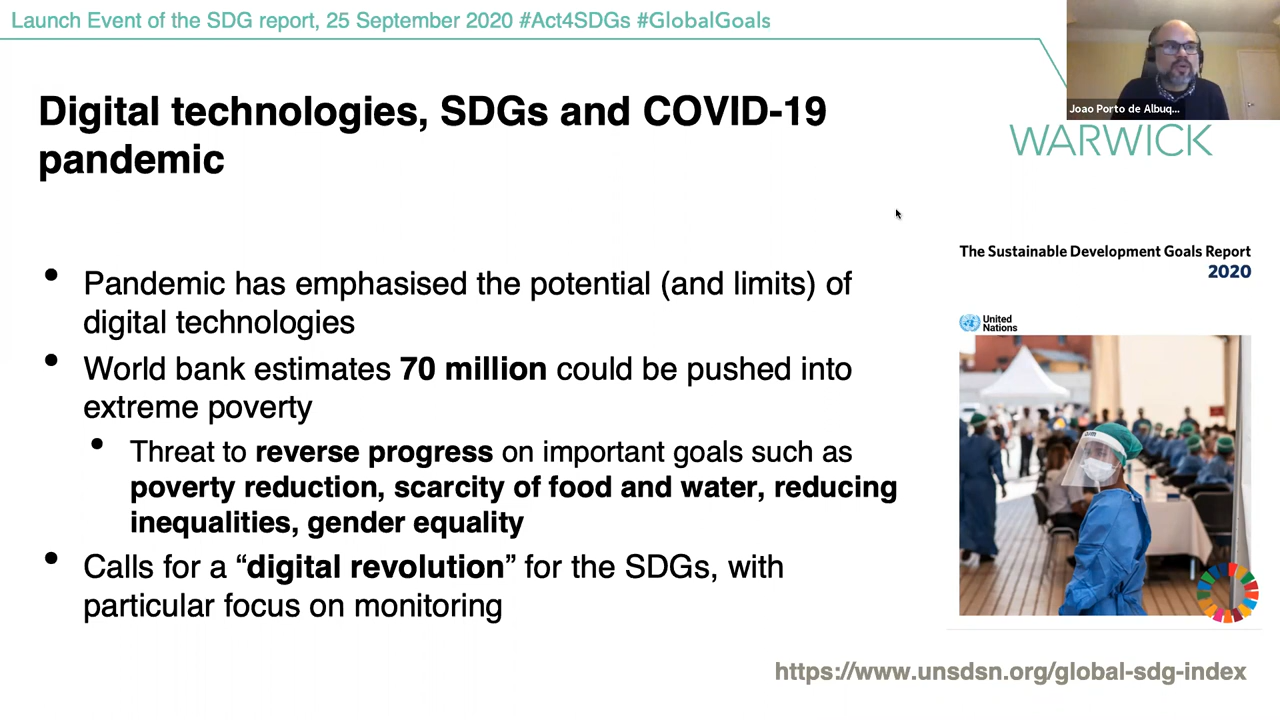 Launch Event of the SDG report, 25 September 2020 #Act4SDGs #GlobalGoals
Joao Porto de Albuq...
WARWICK
Digital technologies, SDGs and COVID-19
pandemic
• Pandemic has emphasised the potential (and limits) of
digital technologies
• World bank estimates 70 million could be pushed into
extreme poverty
• Threat to reverse progress on important goals such as
poverty reduction, scarcity of food and water, reducing
inequalities, gender equality
• Calls for a “digital revolution” for the SDGs, with
particular focus on monitoring
The Sustainable Development Goals Report
2020
United
Nations
https://www.unsdsn.org/global-sdg-index